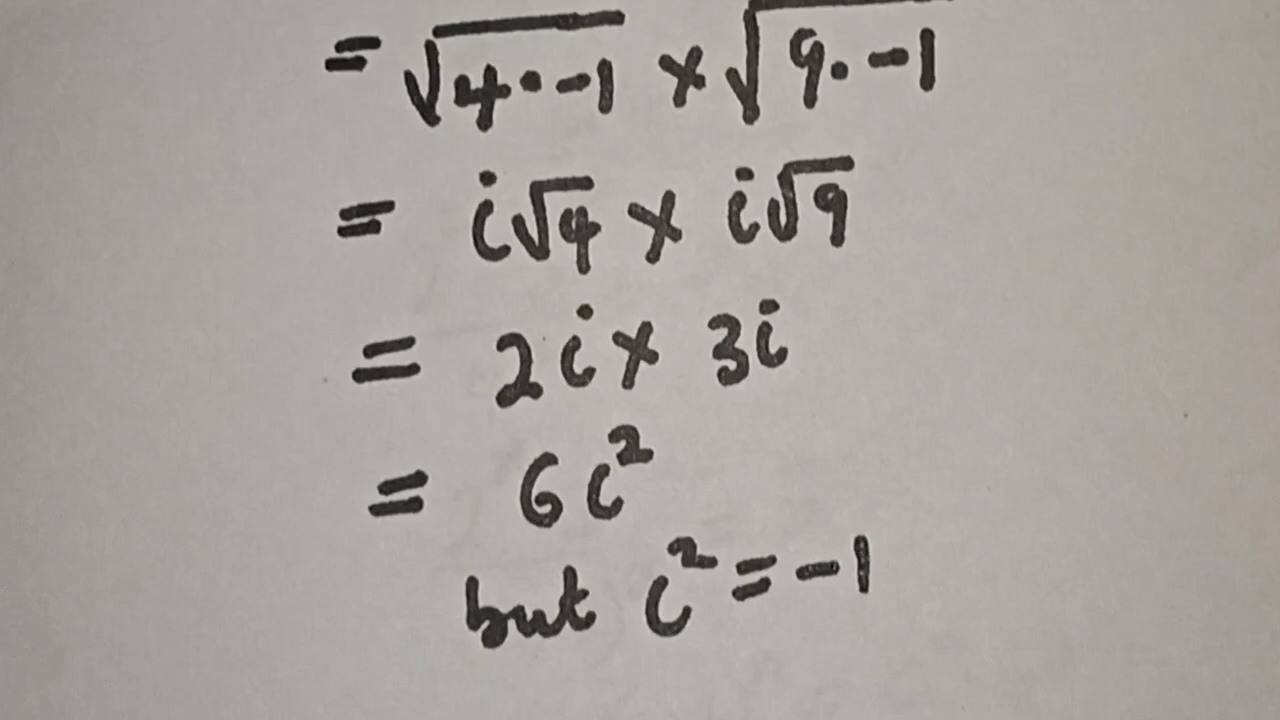 = √4·-1 × √9·-1
= i√4 × i√9
= 2i × 3i
= 6i²
but i² = -1